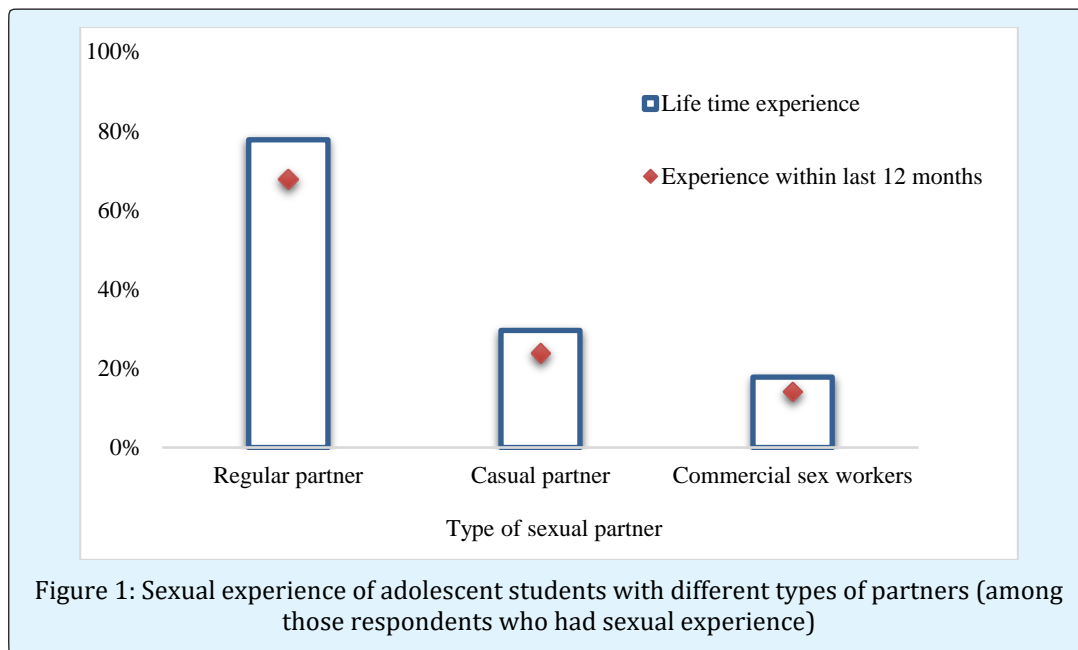 100%
80%
60%
40%
20%
0%
Life time experience
Experience within last 12 months
Regular partner
Casual partner
Commercial sex workers
Type of sexual partner
Figure 1: Sexual experience of adolescent students with different types of partners (among
those respondents who had sexual experience)